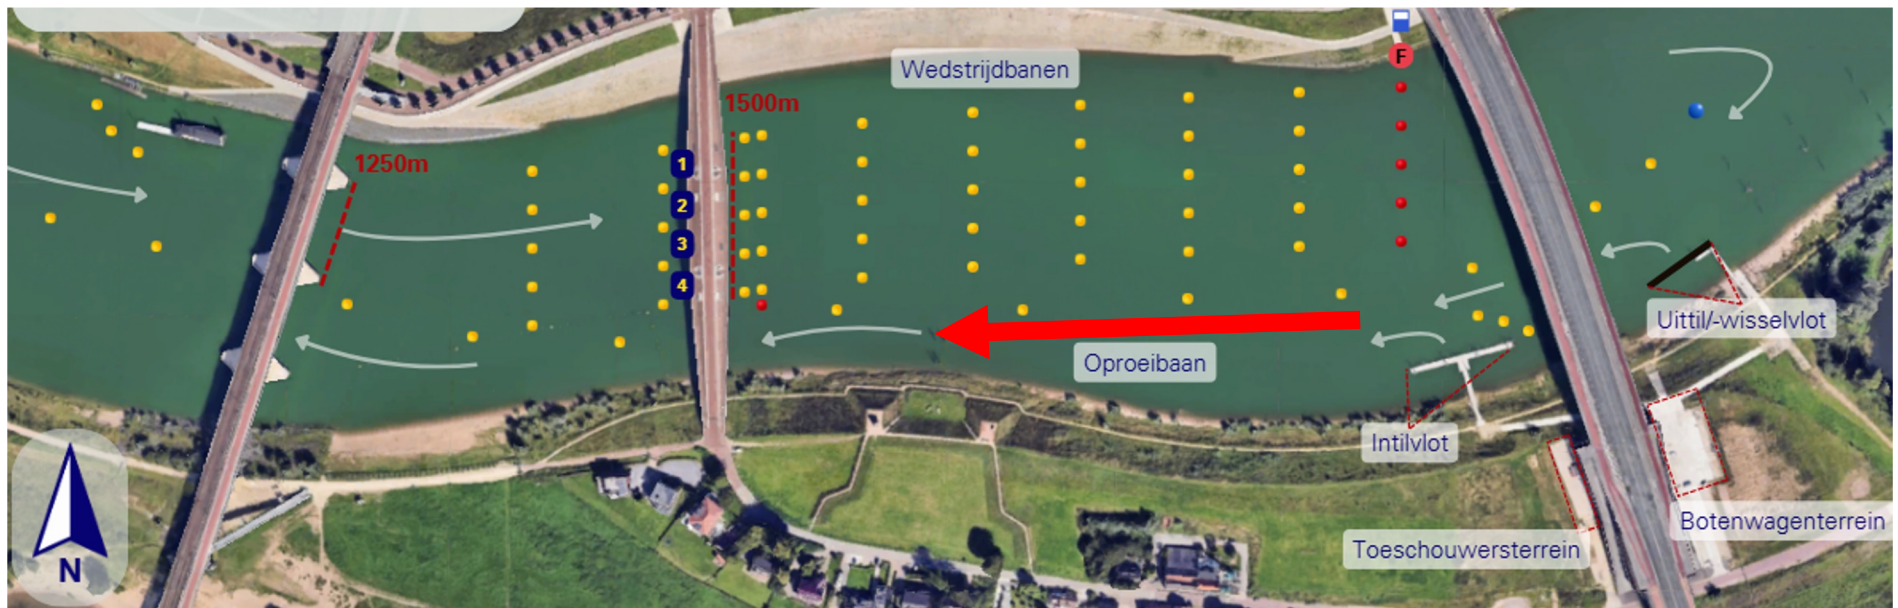 F
Wedstrijdbanen
1500m
1250m
1
2
3
4
Uittil/-wisselvlot
Oproeibaan
Intilvlot
Botenwagenterrein
Toeschouwersterrein
N